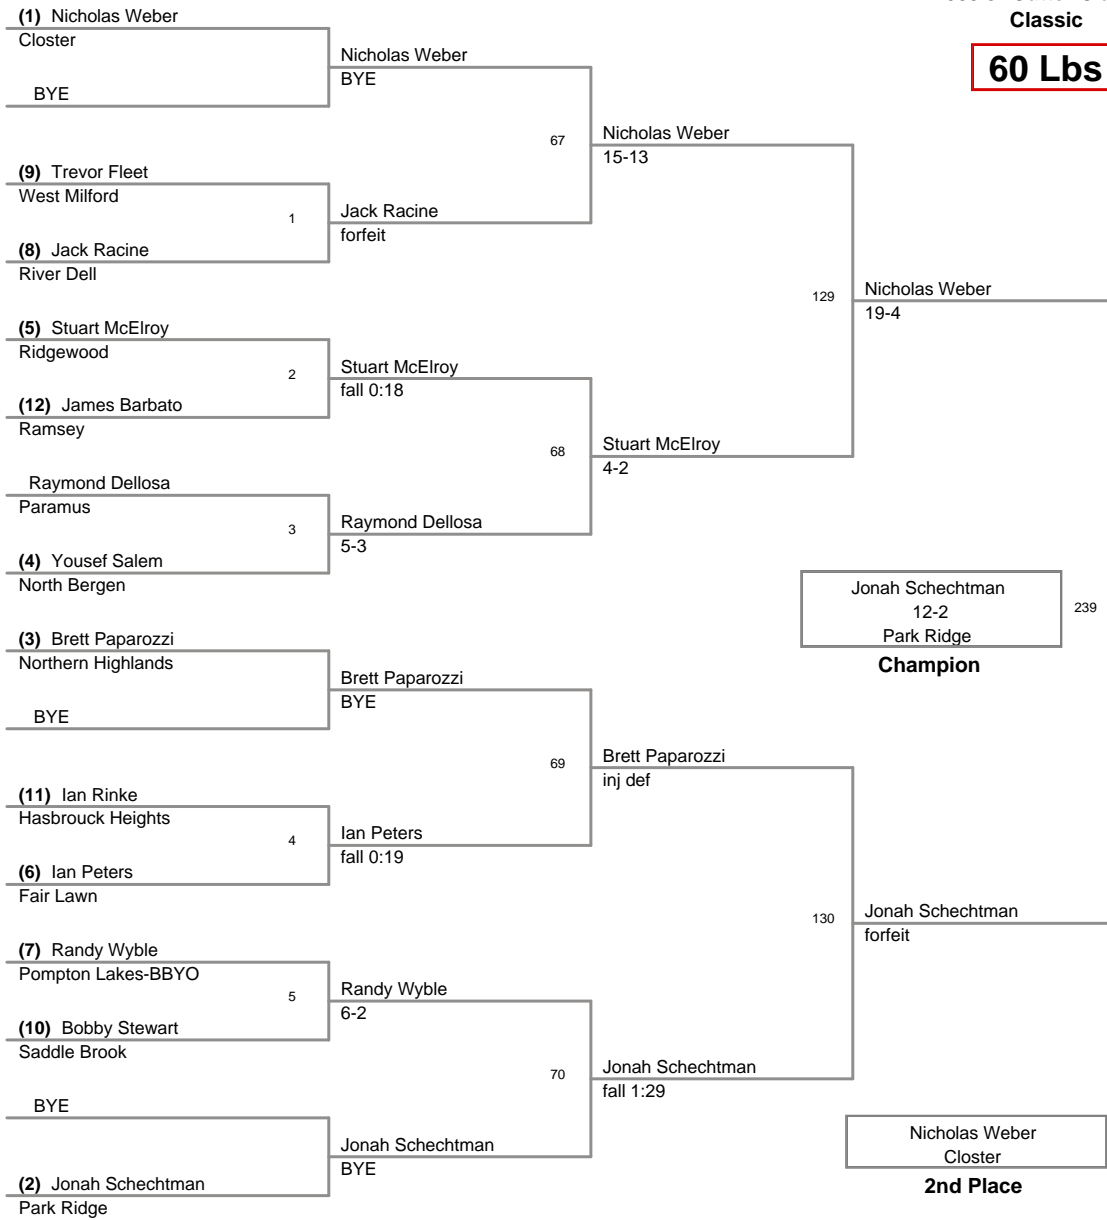 Classic
60 Lbs
(1) Nicholas Weber
Closter
BYE
Nicholas Weber
BYE
67
(9) Trevor Fleet
West Milford
1
(8) Jack Racine
River Dell
Jack Racine
forfeit
Nicholas Weber
15-13
(5) Stuart McElroy
Ridgewood
2
(12) James Barbato
Ramsey
Stuart McElroy
fall 0:18
68
Raymond Dellosa
Paramus
3
(4) Yousef Salem
North Bergen
Raymond Dellosa
5-3
Stuart McElroy
4-2
129
Nicholas Weber
19-4
Jonah Schechtman
12-2
Park Ridge
239
Champion
(3) Brett Paparozzi
Northern Highlands
BYE
Brett Paparozzi
BYE
69
(11) Ian Rinke
Hasbrouck Heights
4
(6) Ian Peters
Fair Lawn
Ian Peters
fall 0:19
Brett Paparozzi
inj def
(7) Randy Wyble
Pompton Lakes-BBYO
5
(10) Bobby Stewart
Saddle Brook
Randy Wyble
6-2
70
BYE
(2) Jonah Schechtman
Park Ridge
Jonah Schechtman
BYE
Jonah Schechtman
fall 1:29
130
Jonah Schechtman
forfeit
Nicholas Weber
Closter
2nd Place